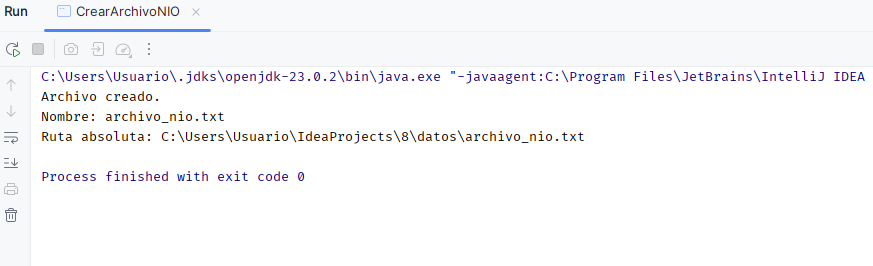 Run CrearArchivoNIO
C:\Users\Usuario\.jdks\openjdk-23.0.2\bin\java.exe "-javaagent:C:\Program Files\JetBrains\IntelliJ IDEA
Archivo creado.
Nombre: archivo_nio.txt
Ruta absoluta: C:\Users\Usuario\IdeaProjects\8\datos\archivo_nio.txt
Process finished with exit code 0